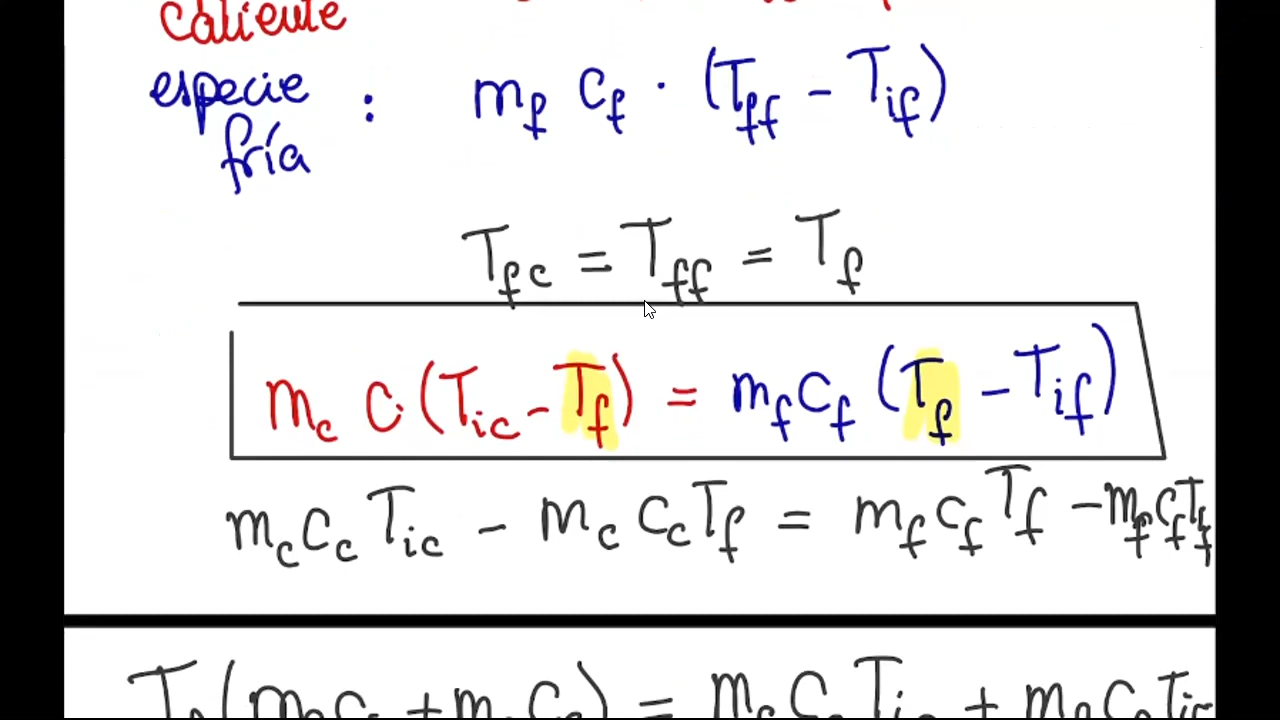 caliente
especie : m_f c_f · (T_ff - T_if)
fría
T_fc = T_ff = T_f
m_c c · (T_ic - T_f) = m_f c_f (T_f - T_if)
m_c c_c T_ic - m_c c_c T_f = m_f c_f T_f - m_f c_f T_f